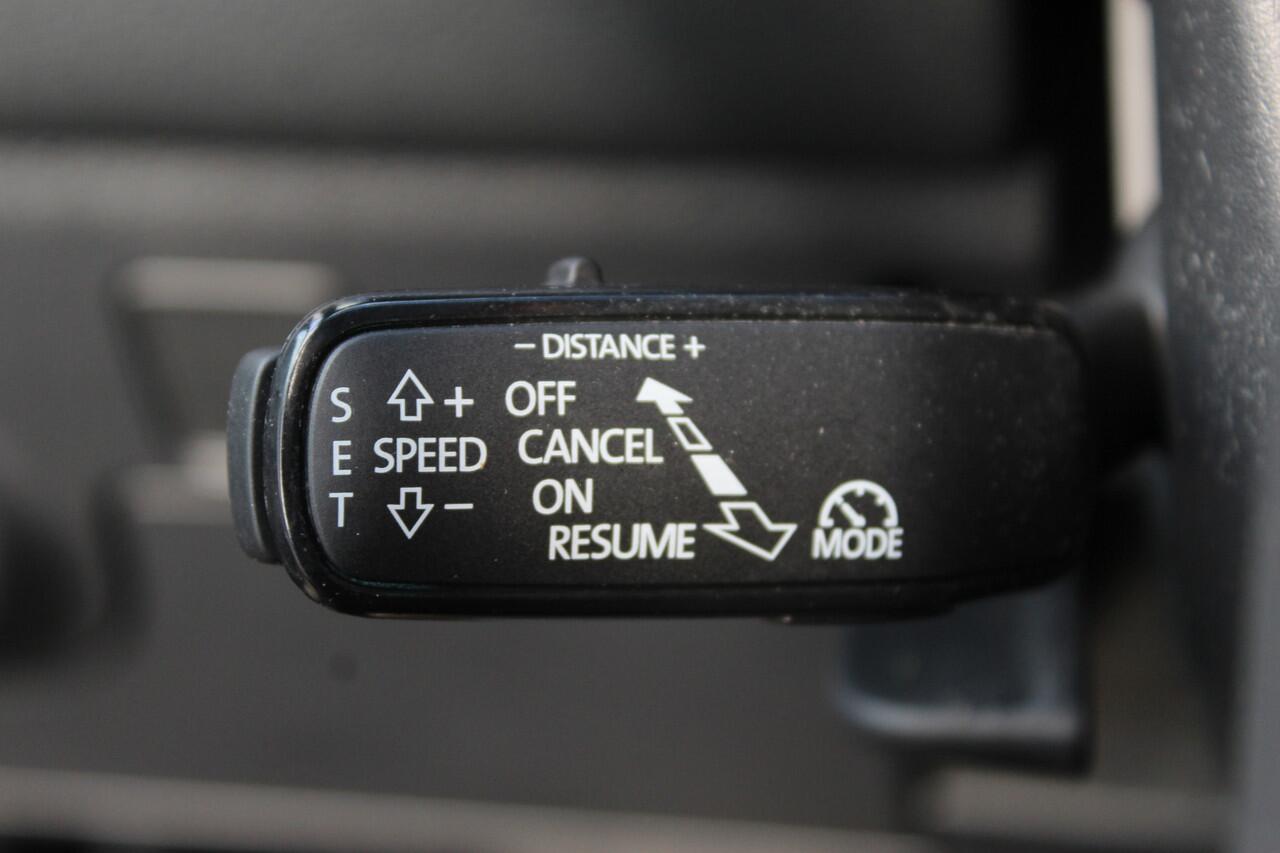 − DISTANCE +
S
E
T
+
SPEED
−
OFF
CANCEL
ON
RESUME
MODE